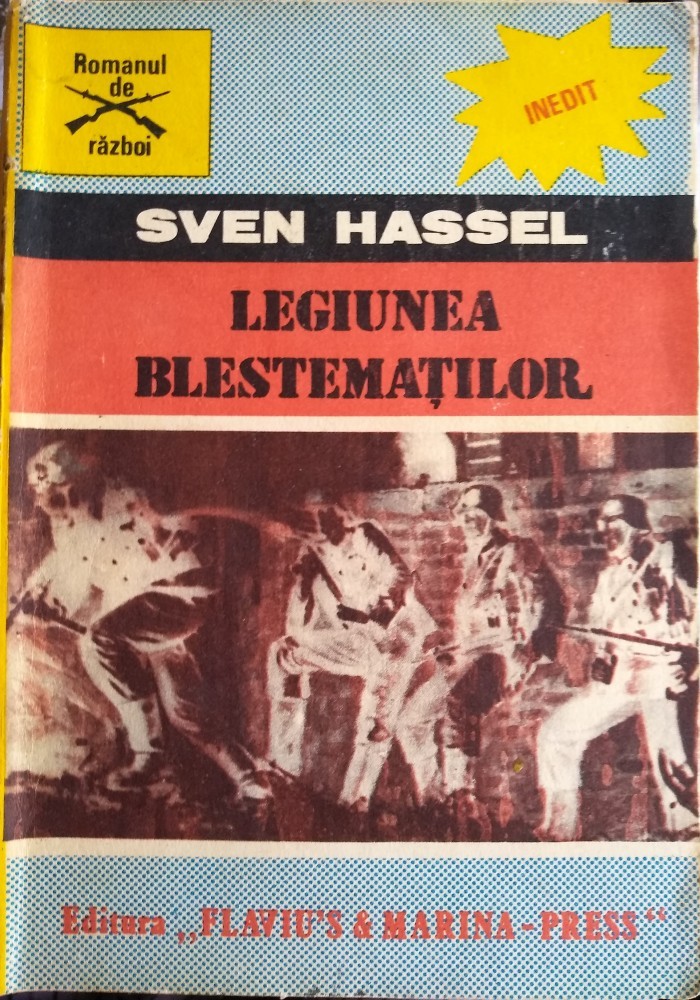 Romanul
de
război
INEDIT
SVEN HASSEL
LEGIUNEA
BLESTEMAȚILOR
Editura „FLAVIU'S & MARINA-PRESS“